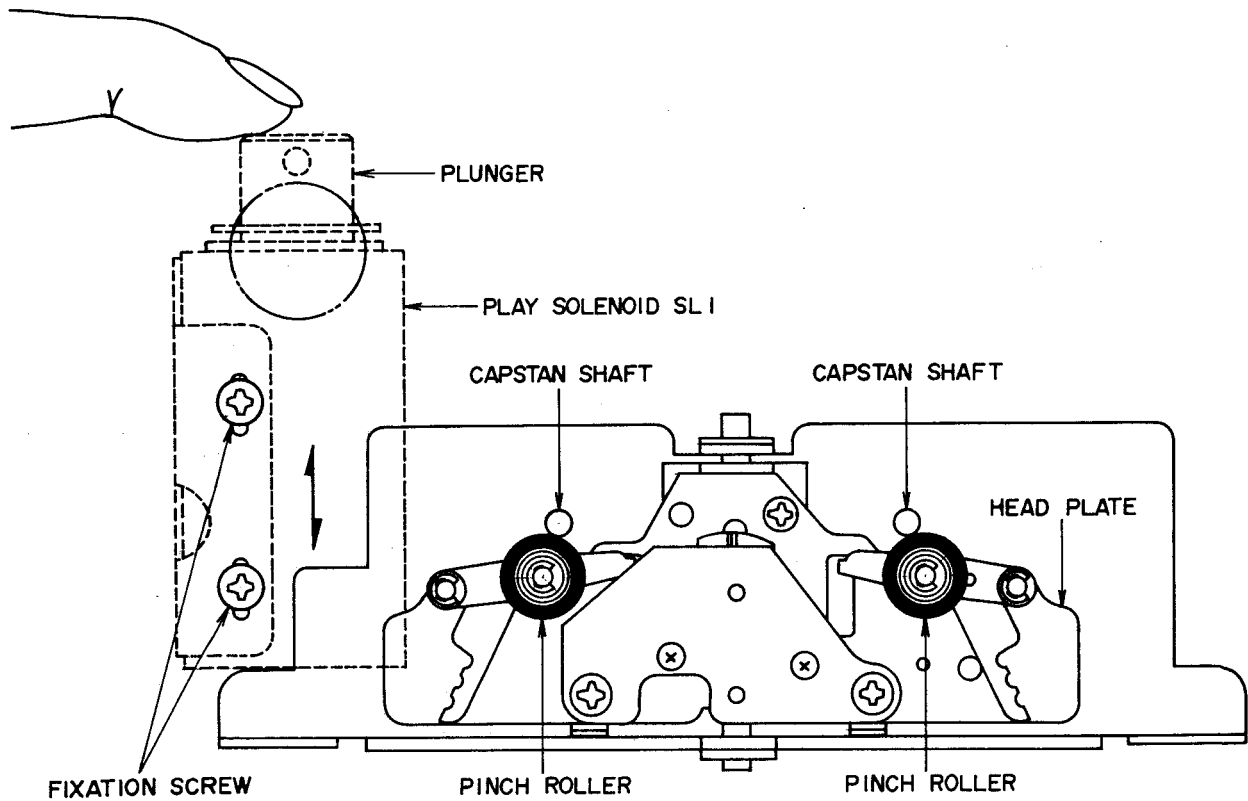 PLUNGER
PLAY SOLENOID SL1
CAPSTAN SHAFT
CAPSTAN SHAFT
HEAD PLATE
FIXATION SCREW
PINCH ROLLER
PINCH ROLLER